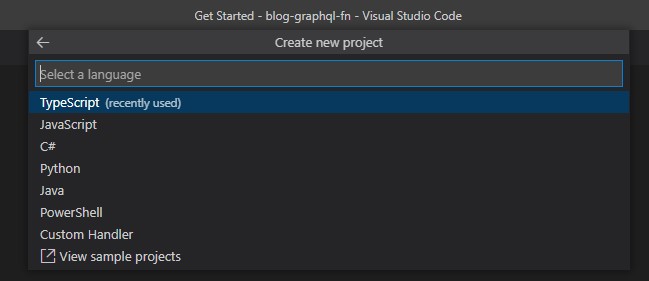 Get Started - blog-graphql-fn - Visual Studio Code
Create new project
Select a language
TypeScript (recently used)
JavaScript
C#
Python
Java
PowerShell
Custom Handler
View sample projects